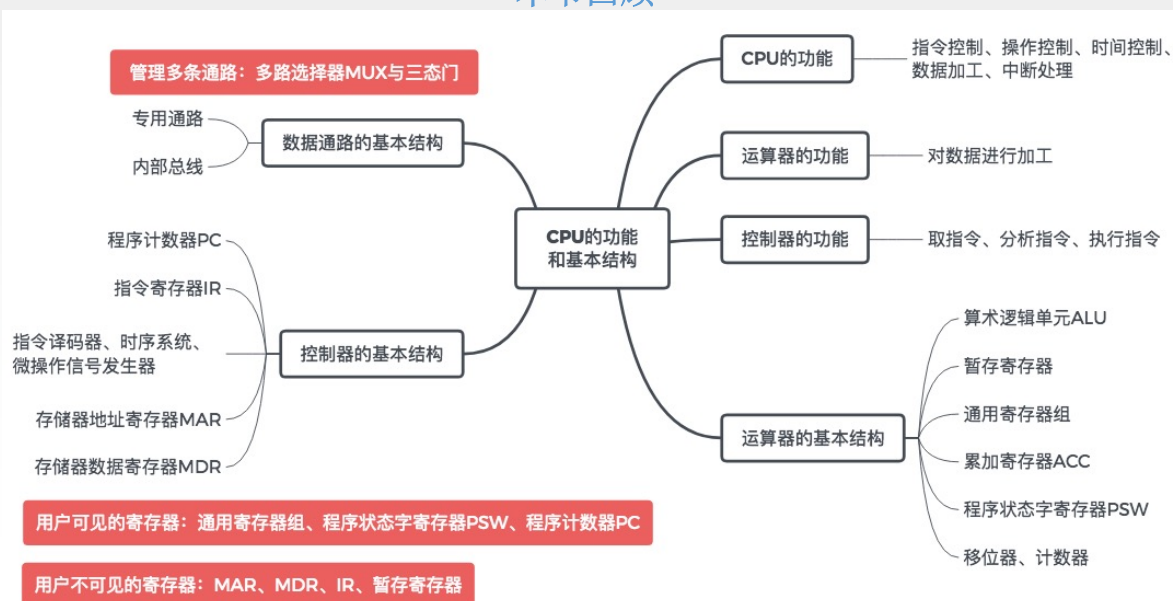 管理多条通路：多路选择器MUX与三态门
专用通路
内部总线
数据通路的基本结构
程序计数器PC
指令寄存器IR
指令译码器、时序系统、
微操作信号发生器
存储器地址寄存器MAR
存储器数据寄存器MDR
控制器的基本结构
用户可见的寄存器：通用寄存器组、程序状态字寄存器PSW、程序计数器PC
用户不可见的寄存器：MAR、MDR、IR、暂存寄存器
CPU的功能
和基本结构
CPU的功能
指令控制、操作控制、时间控制、
数据加工、中断处理
运算器的功能
对数据进行加工
控制器的功能
取指令、分析指令、执行指令
运算器的基本结构
算术逻辑单元ALU
暂存寄存器
通用寄存器组
累加寄存器ACC
程序状态字寄存器PSW
移位器、计数器